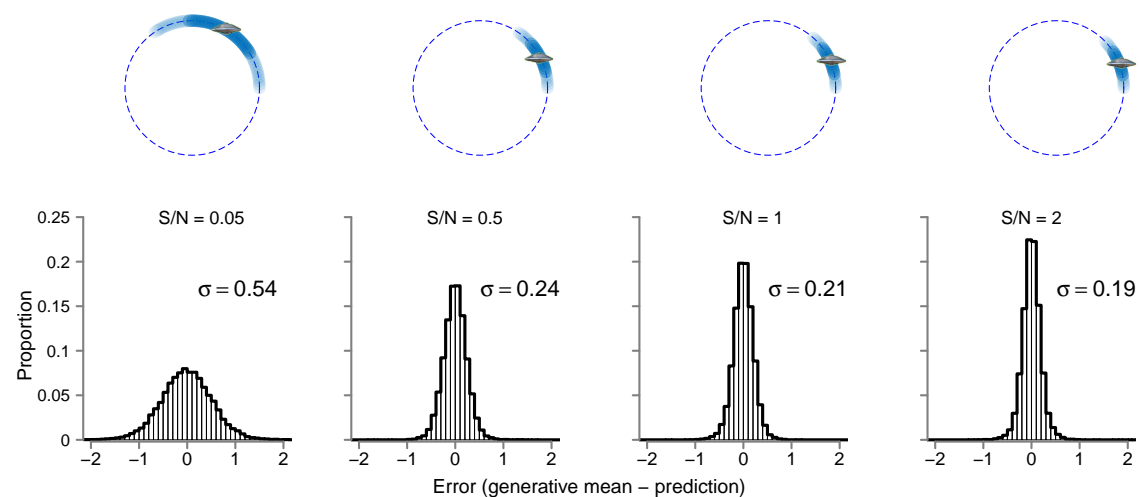 S/N = 0.05
S/N = 0.5
S/N = 1
S/N = 2
0.25
0.2
0.15
0.1
0.05
0
Proportion
σ = 0.54
σ = 0.24
σ = 0.21
σ = 0.19
−2 −1 0 1 2
−2 −1 0 1 2
−2 −1 0 1 2
−2 −1 0 1 2
Error (generative mean − prediction)